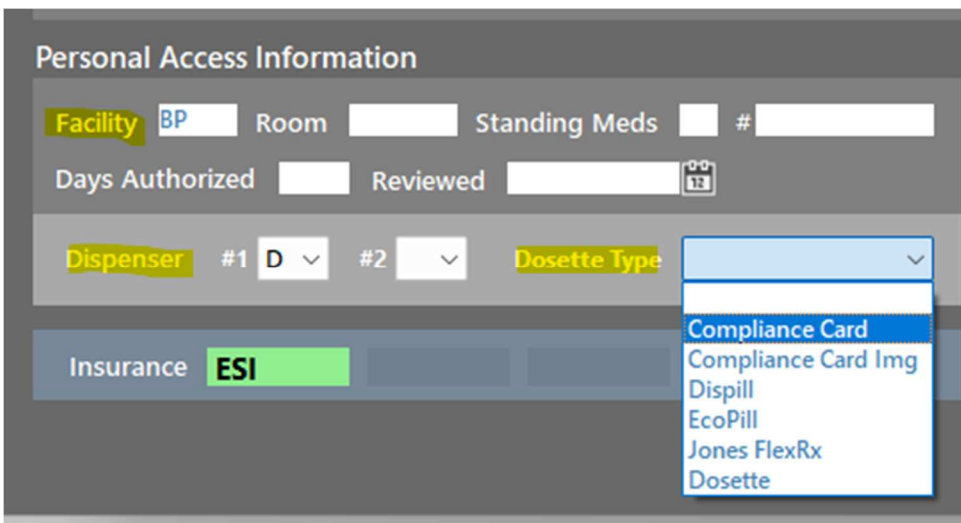 Personal Access Information
Facility BP Room Standing Meds #
Days Authorized Reviewed 12
Dispenser #1 D #2 Dosette Type
Insurance ESI
Compliance Card
Compliance Card Img
Dispill
EcoPill
Jones FlexRx
Dosette